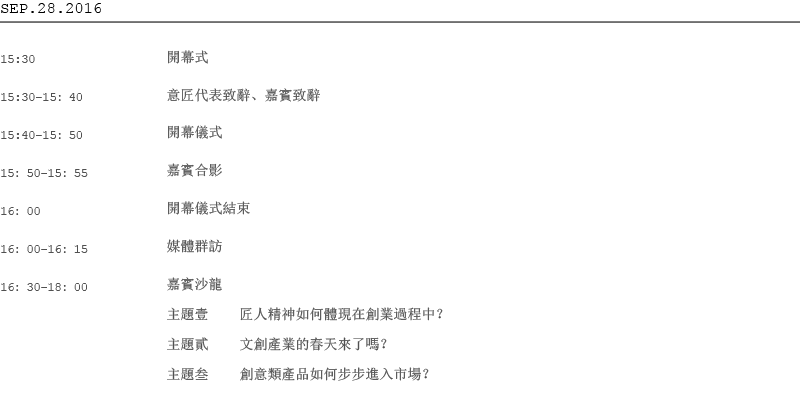 SEP.28.2016
15:30 開幕式
15:30-15: 40 意匠代表致辭、嘉賓致辭
15:40-15: 50 開幕儀式
15: 50-15: 55 嘉賓合影
16: 00 開幕儀式結束
16: 00-16: 15 媒體群訪
16: 30-18: 00 嘉賓沙龍
主題壹 匠人精神如何體現在創業過程中?
主題貳 文創產業的春天來了嗎?
主題叁 創意類產品如何步步進入市場?